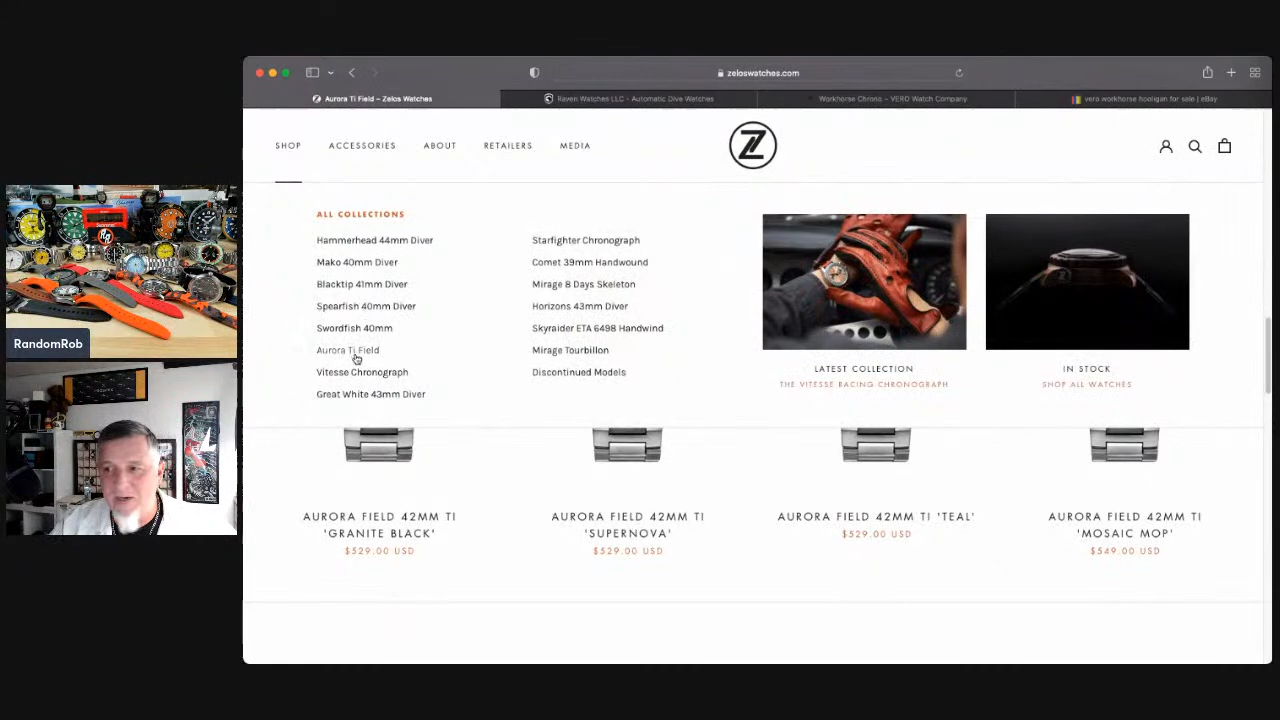 zeloswatches.com
Aurora Ti Field – Zelos Watches
Raven Watches LLC - Automatic Dive Watches
Workhorse Chrono – VERO Watch Company
vero workhorse hooligan for sale | eBay
SHOP
ACCESSORIES
ABOUT
RETAILERS
MEDIA
Z
ALL COLLECTIONS
Hammerhead 44mm Diver
Mako 40mm Diver
Blacktip 41mm Diver
Spearfish 40mm Diver
Swordfish 40mm
Aurora Ti Field
Vitesse Chronograph
Great White 43mm Diver
Starfighter Chronograph
Comet 39mm Handwound
Mirage 8 Days Skeleton
Horizons 43mm Diver
Skyraider ETA 6498 Handwind
Mirage Tourbillon
Discontinued Models
LATEST COLLECTION
THE VITESSE RACING CHRONOGRAPH
IN STOCK
SHOP ALL WATCHES
RandomRob
AURORA FIELD 42MM TI
'GRANITE BLACK'
$529.00 USD
AURORA FIELD 42MM TI
'SUPERNOVA'
$529.00 USD
AURORA FIELD 42MM TI 'TEAL'
$529.00 USD
AURORA FIELD 42MM TI
'MOSAIC MOP'
$549.00 USD